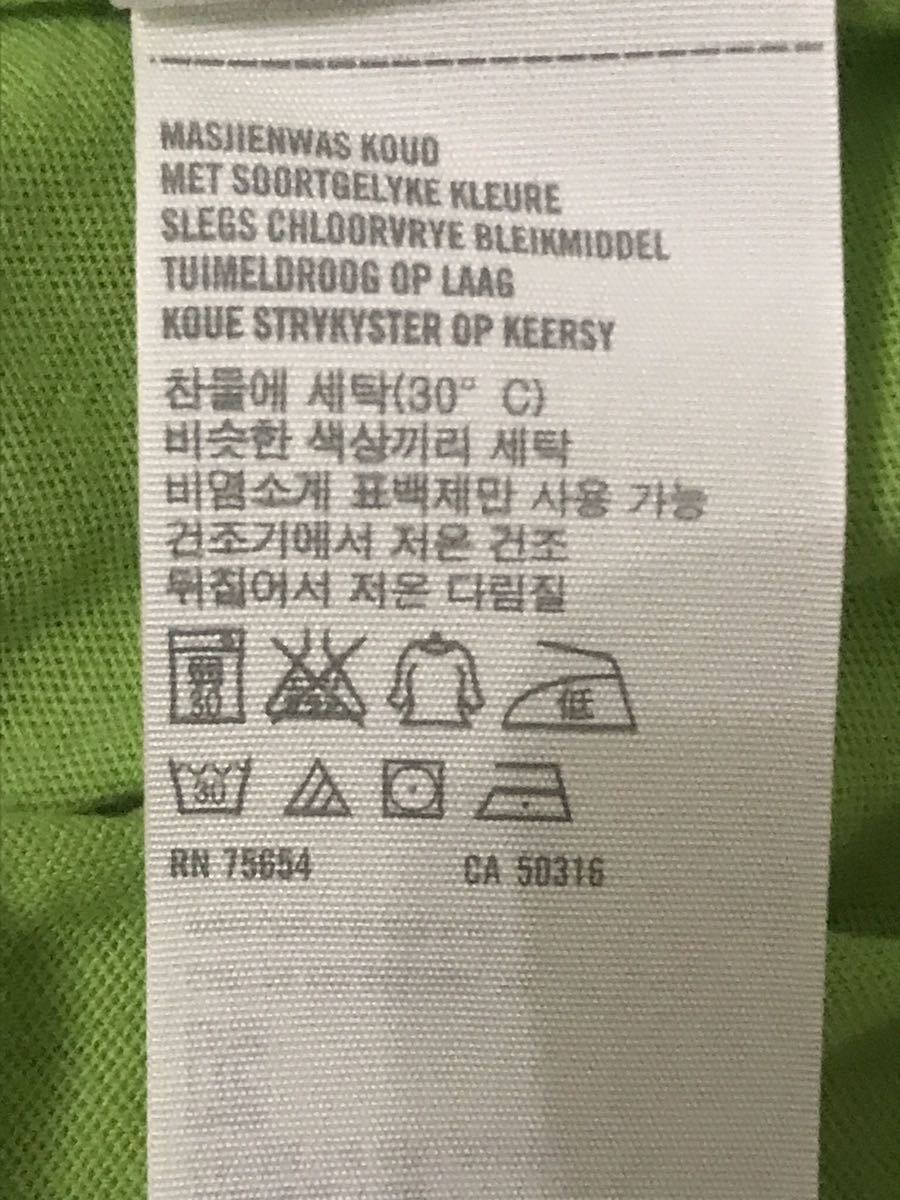 MASJIENWAS KOUD
MET SOORTGELYKE KLEURE
SLEGS CHLOORVRYE BLEIKMIDDEL
TUIMELDROOG OP LAAG
KOUE STRYKYSTER OP KEERSY
찬물에 세탁(30° C)
비슷한 색상끼리 세탁
비염소계 표백제만 사용 가능
건조기에서 저온 건조
뒤집어서 저온 다림질
30 低
30
RN 75654 CA 50316